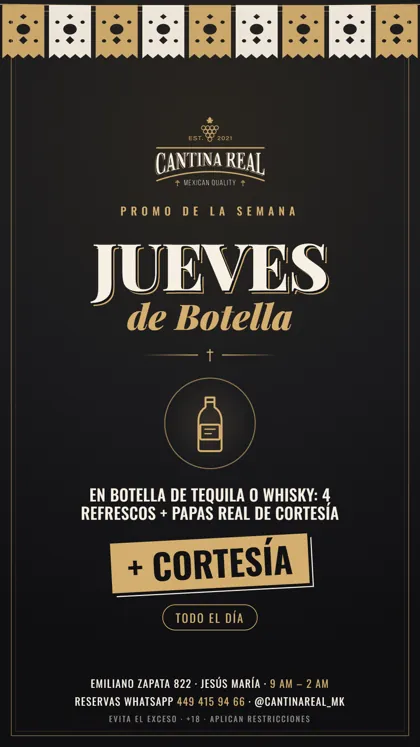 EST. 2021
CANTINA REAL
MEXICAN QUALITY
PROMO DE LA SEMANA
JUEVES
de Botella
EN BOTELLA DE TEQUILA O WHISKY: 4
REFRESCOS + PAPAS REAL DE CORTESÍA
+ CORTESÍA
TODO EL DÍA
EMILIANO ZAPATA 822 · JESÚS MARÍA · 9 AM – 2 AM
RESERVAS WHATSAPP 449 415 94 66 · @CANTINAREAL_MK
EVITA EL EXCESO · +18 · APLICAN RESTRICCIONES